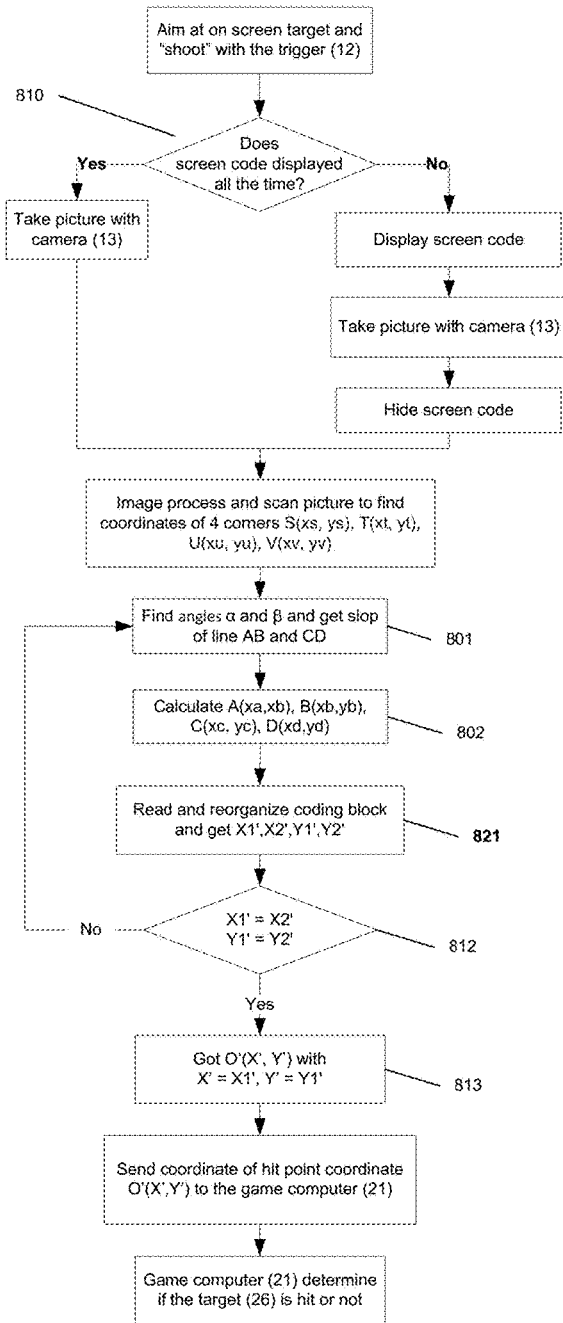 Aim at on screen target and
“shoot” with the trigger (12)
810
Does
screen code displayed
all the time?
Yes
No
Take picture with
camera (13)
Display screen code
Take picture with camera (13)
Hide screen code
Image process and scan picture to find
coordinates of 4 corners S(xs, ys), T(xt, yt),
U(xu, yu), V(xv, yv)
Find angles α and β and get slop
of line AB and CD
801
Calculate A(xa,xb), B(xb,yb),
C(xc, yc), D(xd,yd)
802
Read and reorganize coding block
and get X1',X2',Y1',Y2'
821
X1' = X2'
Y1' = Y2'
No
812
Yes
Got O'(X', Y') with
X' = X1', Y' = Y1'
813
Send coordinate of hit point coordinate
O'(X',Y') to the game computer (21)
Game computer (21) determine
if the target (26) is hit or not